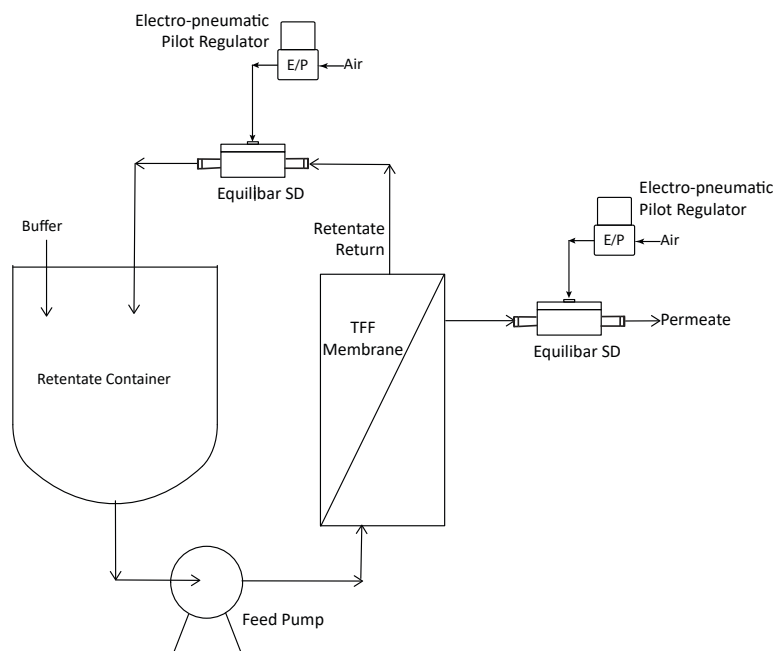 Electro-pneumatic
Pilot Regulator
E/P
Air
Equilibar SD
Electro-pneumatic
Pilot Regulator
E/P
Air
Buffer
Retentate
Return
TFF
Membrane
Permeate
Equilibar SD
Retentate Container
Feed Pump